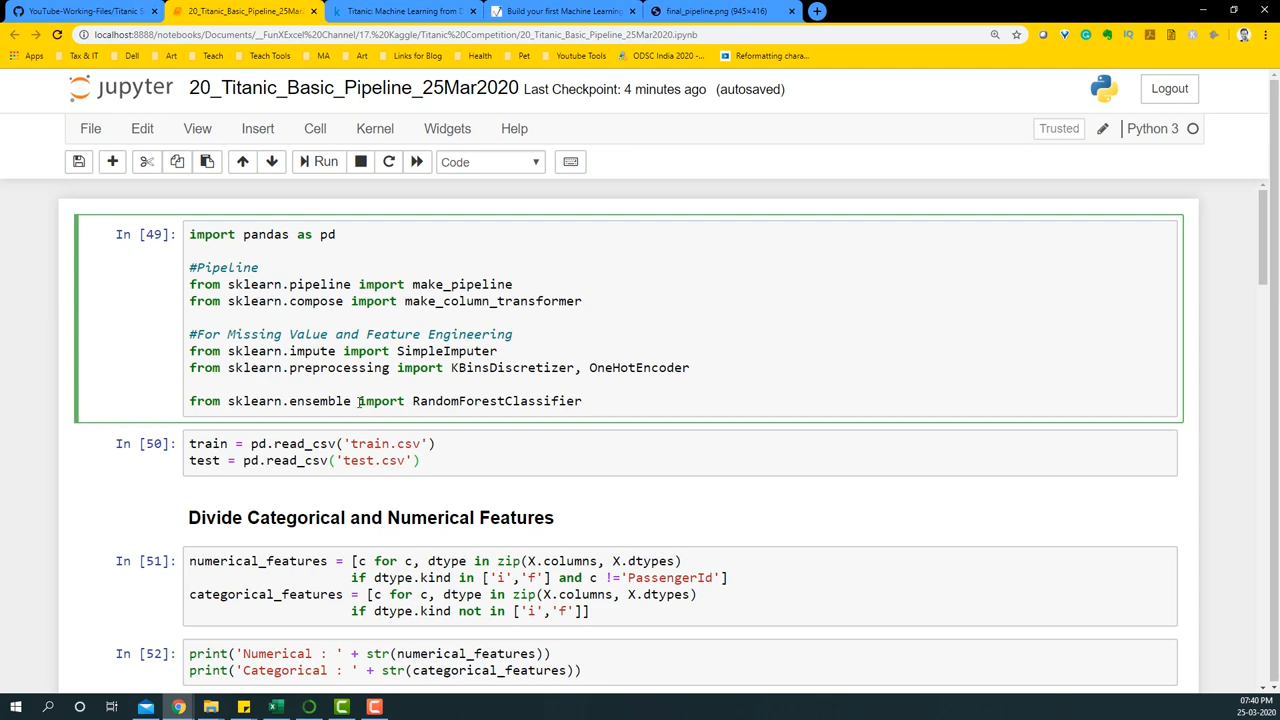 YouTube-Working-Files/Titanic S
20_Titanic_Basic_Pipeline_25Mar
Titanic: Machine Learning from D
Build your first Machine Learning
final_pipeline.png (945×416)
localhost:8888/notebooks/Documents/__FunXExcel%20Channel/17.%20Kaggle/Titanic%20Competition/20_Titanic_Basic_Pipeline_25Mar2020.ipynb
Apps Tax & IT Dell Art Teach Teach Tools MA Art Links for Blog Health Pet Youtube Tools ODSC India 2020 -... Reformatting chara...
jupyter 20_Titanic_Basic_Pipeline_25Mar2020 Last Checkpoint: 4 minutes ago (autosaved) Logout
File Edit View Insert Cell Kernel Widgets Help Trusted Python 3
Run Code
In [49]: import pandas as pd
#Pipeline
from sklearn.pipeline import make_pipeline
from sklearn.compose import make_column_transformer
#For Missing Value and Feature Engineering
from sklearn.impute import SimpleImputer
from sklearn.preprocessing import KBinsDiscretizer, OneHotEncoder
from sklearn.ensemble import RandomForestClassifier
In [50]: train = pd.read_csv('train.csv')
test = pd.read_csv('test.csv')
Divide Categorical and Numerical Features
In [51]: numerical_features = [c for c, dtype in zip(X.columns, X.dtypes)
if dtype.kind in ['i','f'] and c !='PassengerId']
categorical_features = [c for c, dtype in zip(X.columns, X.dtypes)
if dtype.kind not in ['i','f']]
In [52]: print('Numerical : ' + str(numerical_features))
print('Categorical : ' + str(categorical_features))
07:40 PM
25-03-2020